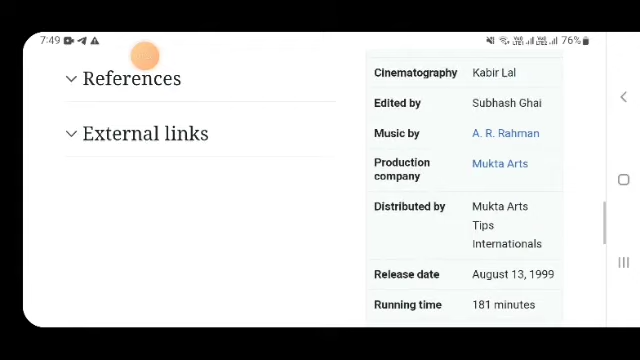 7:49
76%
References
External links
Cinematography Kabir Lal
Edited by Subhash Ghai
Music by A. R. Rahman
Production company Mukta Arts
Distributed by Mukta Arts
Tips
Internationals
Release date August 13, 1999
Running time 181 minutes